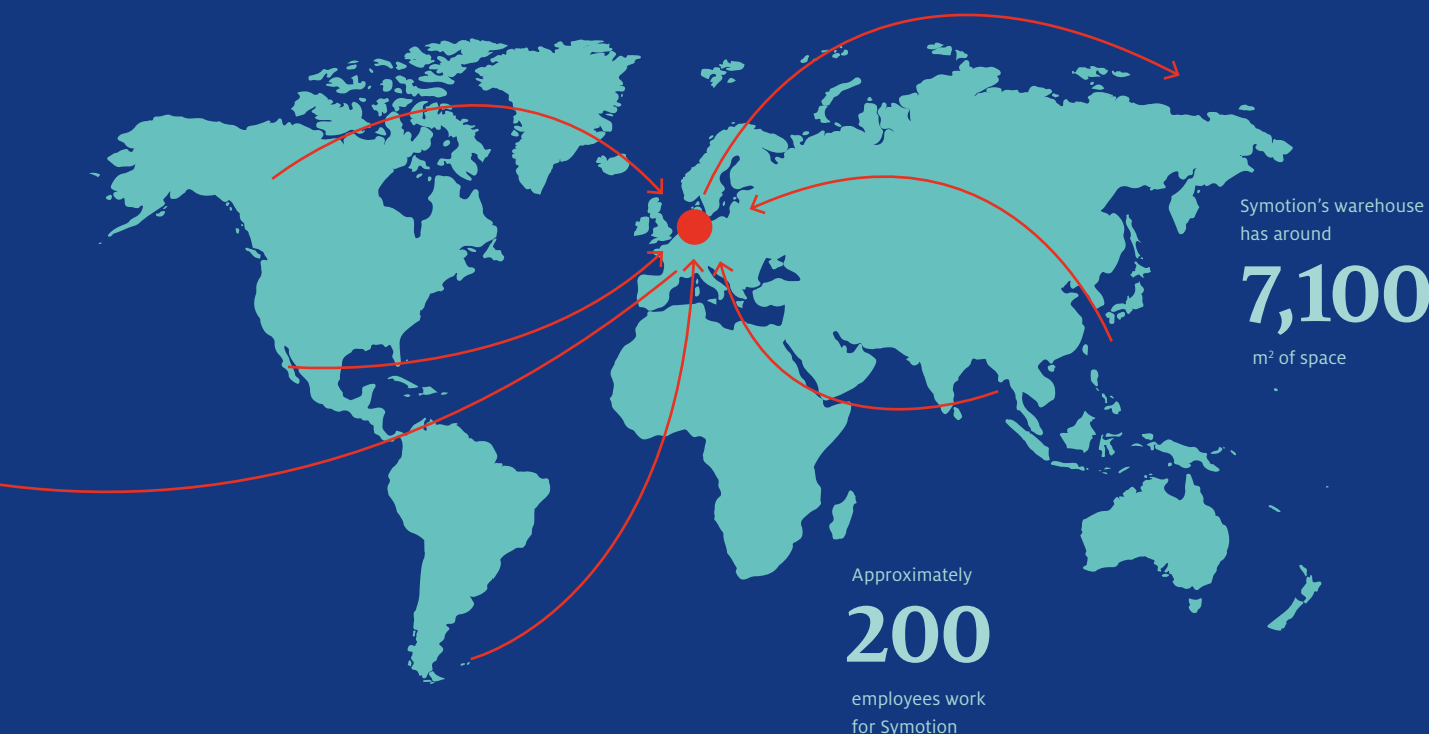 Symotion’s warehouse
has around
7,100
m² of space
Approximately
200
employees work
for Symotion